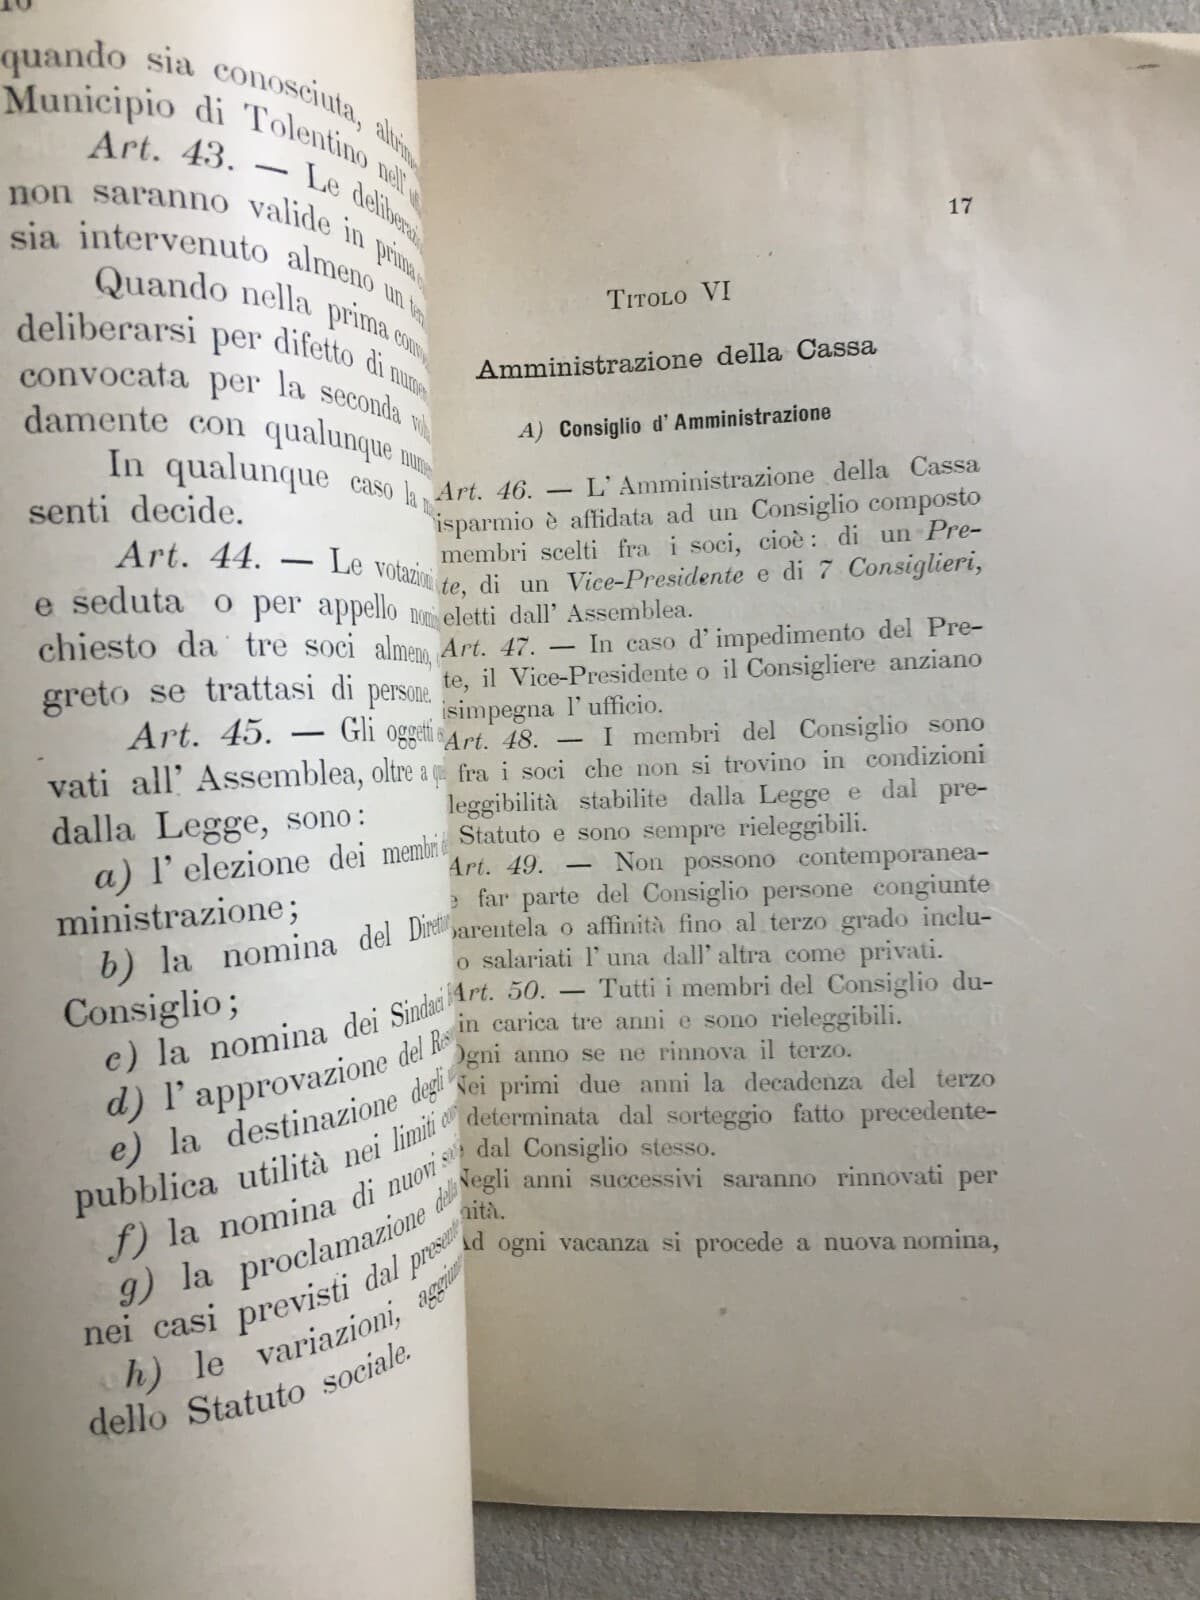 quando sia conosciuta,
Municipio di Tolentino nell'
Art. 43. — Le
non saranno valide in prima
sia intervenuto almeno un
Quando nella prima
deliberarsi per difetto di
convocata per la seconda
damente con qualunque
In qualunque caso la
senti decide.
Art. 44. — Le votazioni
e seduta o per appello
chiesto da tre soci almeno,
greto se trattasi di persone.
Art. 45. — Gli oggetti
vati all' Assemblea, oltre a
dalla Legge, sono:
a) l' elezione dei membri
ministrazione;
b) la nomina del
Consiglio;
c) la nomina dei Sindaci
d) l' approvazione del
e) la destinazione degli
pubblica utilità nei limiti
f) la nomina di nuovi
g) la proclamazione della
nei casi previsti dal presente
h) le variazioni,
dello Statuto sociale.
17
TITOLO VI
Amministrazione della Cassa
A) Consiglio d' Amministrazione
Art. 46. — L' Amministrazione della Cassa
isparmio è affidata ad un Consiglio composto
membri scelti fra i soci, cioè: di un Pre-
te, di un Vice-Presidente e di 7 Consiglieri,
eletti dall' Assemblea.
Art. 47. — In caso d' impedimento del Pre-
te, il Vice-Presidente o il Consigliere anziano
isimpegna l' ufficio.
Art. 48. — I membri del Consiglio sono
fra i soci che non si trovino in condizioni
leggibilità stabilite dalla Legge e dal pre-
Statuto e sono sempre rieleggibili.
Art. 49. — Non possono contemporanea-
e far parte del Consiglio persone congiunte
parentela o affinità fino al terzo grado inclu-
o salariati l' una dall' altra come privati.
Art. 50. — Tutti i membri del Consiglio du-
in carica tre anni e sono rieleggibili.
Ogni anno se ne rinnova il terzo.
Nei primi due anni la decadenza del terzo
determinata dal sorteggio fatto precedente-
e dal Consiglio stesso.
Negli anni successivi saranno rinnovati per
nità.
Ad ogni vacanza si procede a nuova nomina,